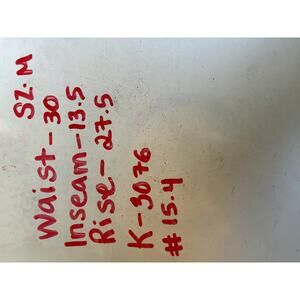 SZ. M
Waist - 30
Inseam - 13.5
Rise - 27.5
K - 3076
# 15.4